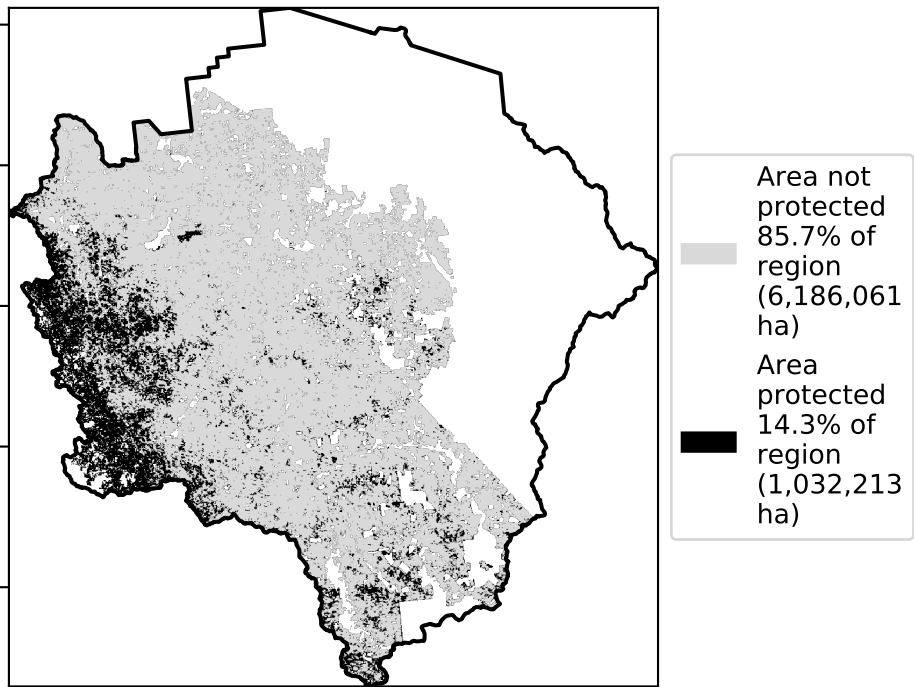 Area not
protected
85.7% of
region
(6,186,061
ha)
Area
protected
14.3% of
region
(1,032,213
ha)